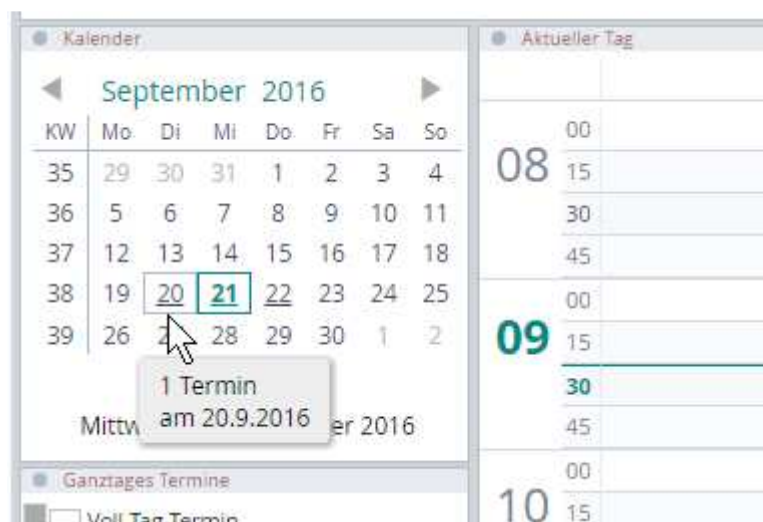 Kalender
September 2016
KW Mo Di Mi Do Fr Sa So
35 29 30 31 1 2 3 4
36 5 6 7 8 9 10 11
37 12 13 14 15 16 17 18
38 19 20 21 22 23 24 25
39 26 28 29 30 1 2
1 Termin
am 20.9.2016
2016
Ganztages Termine
Voll Tag Termin
Aktueller Tag
08
00
15
30
45
09
00
15
30
45
10
00
15